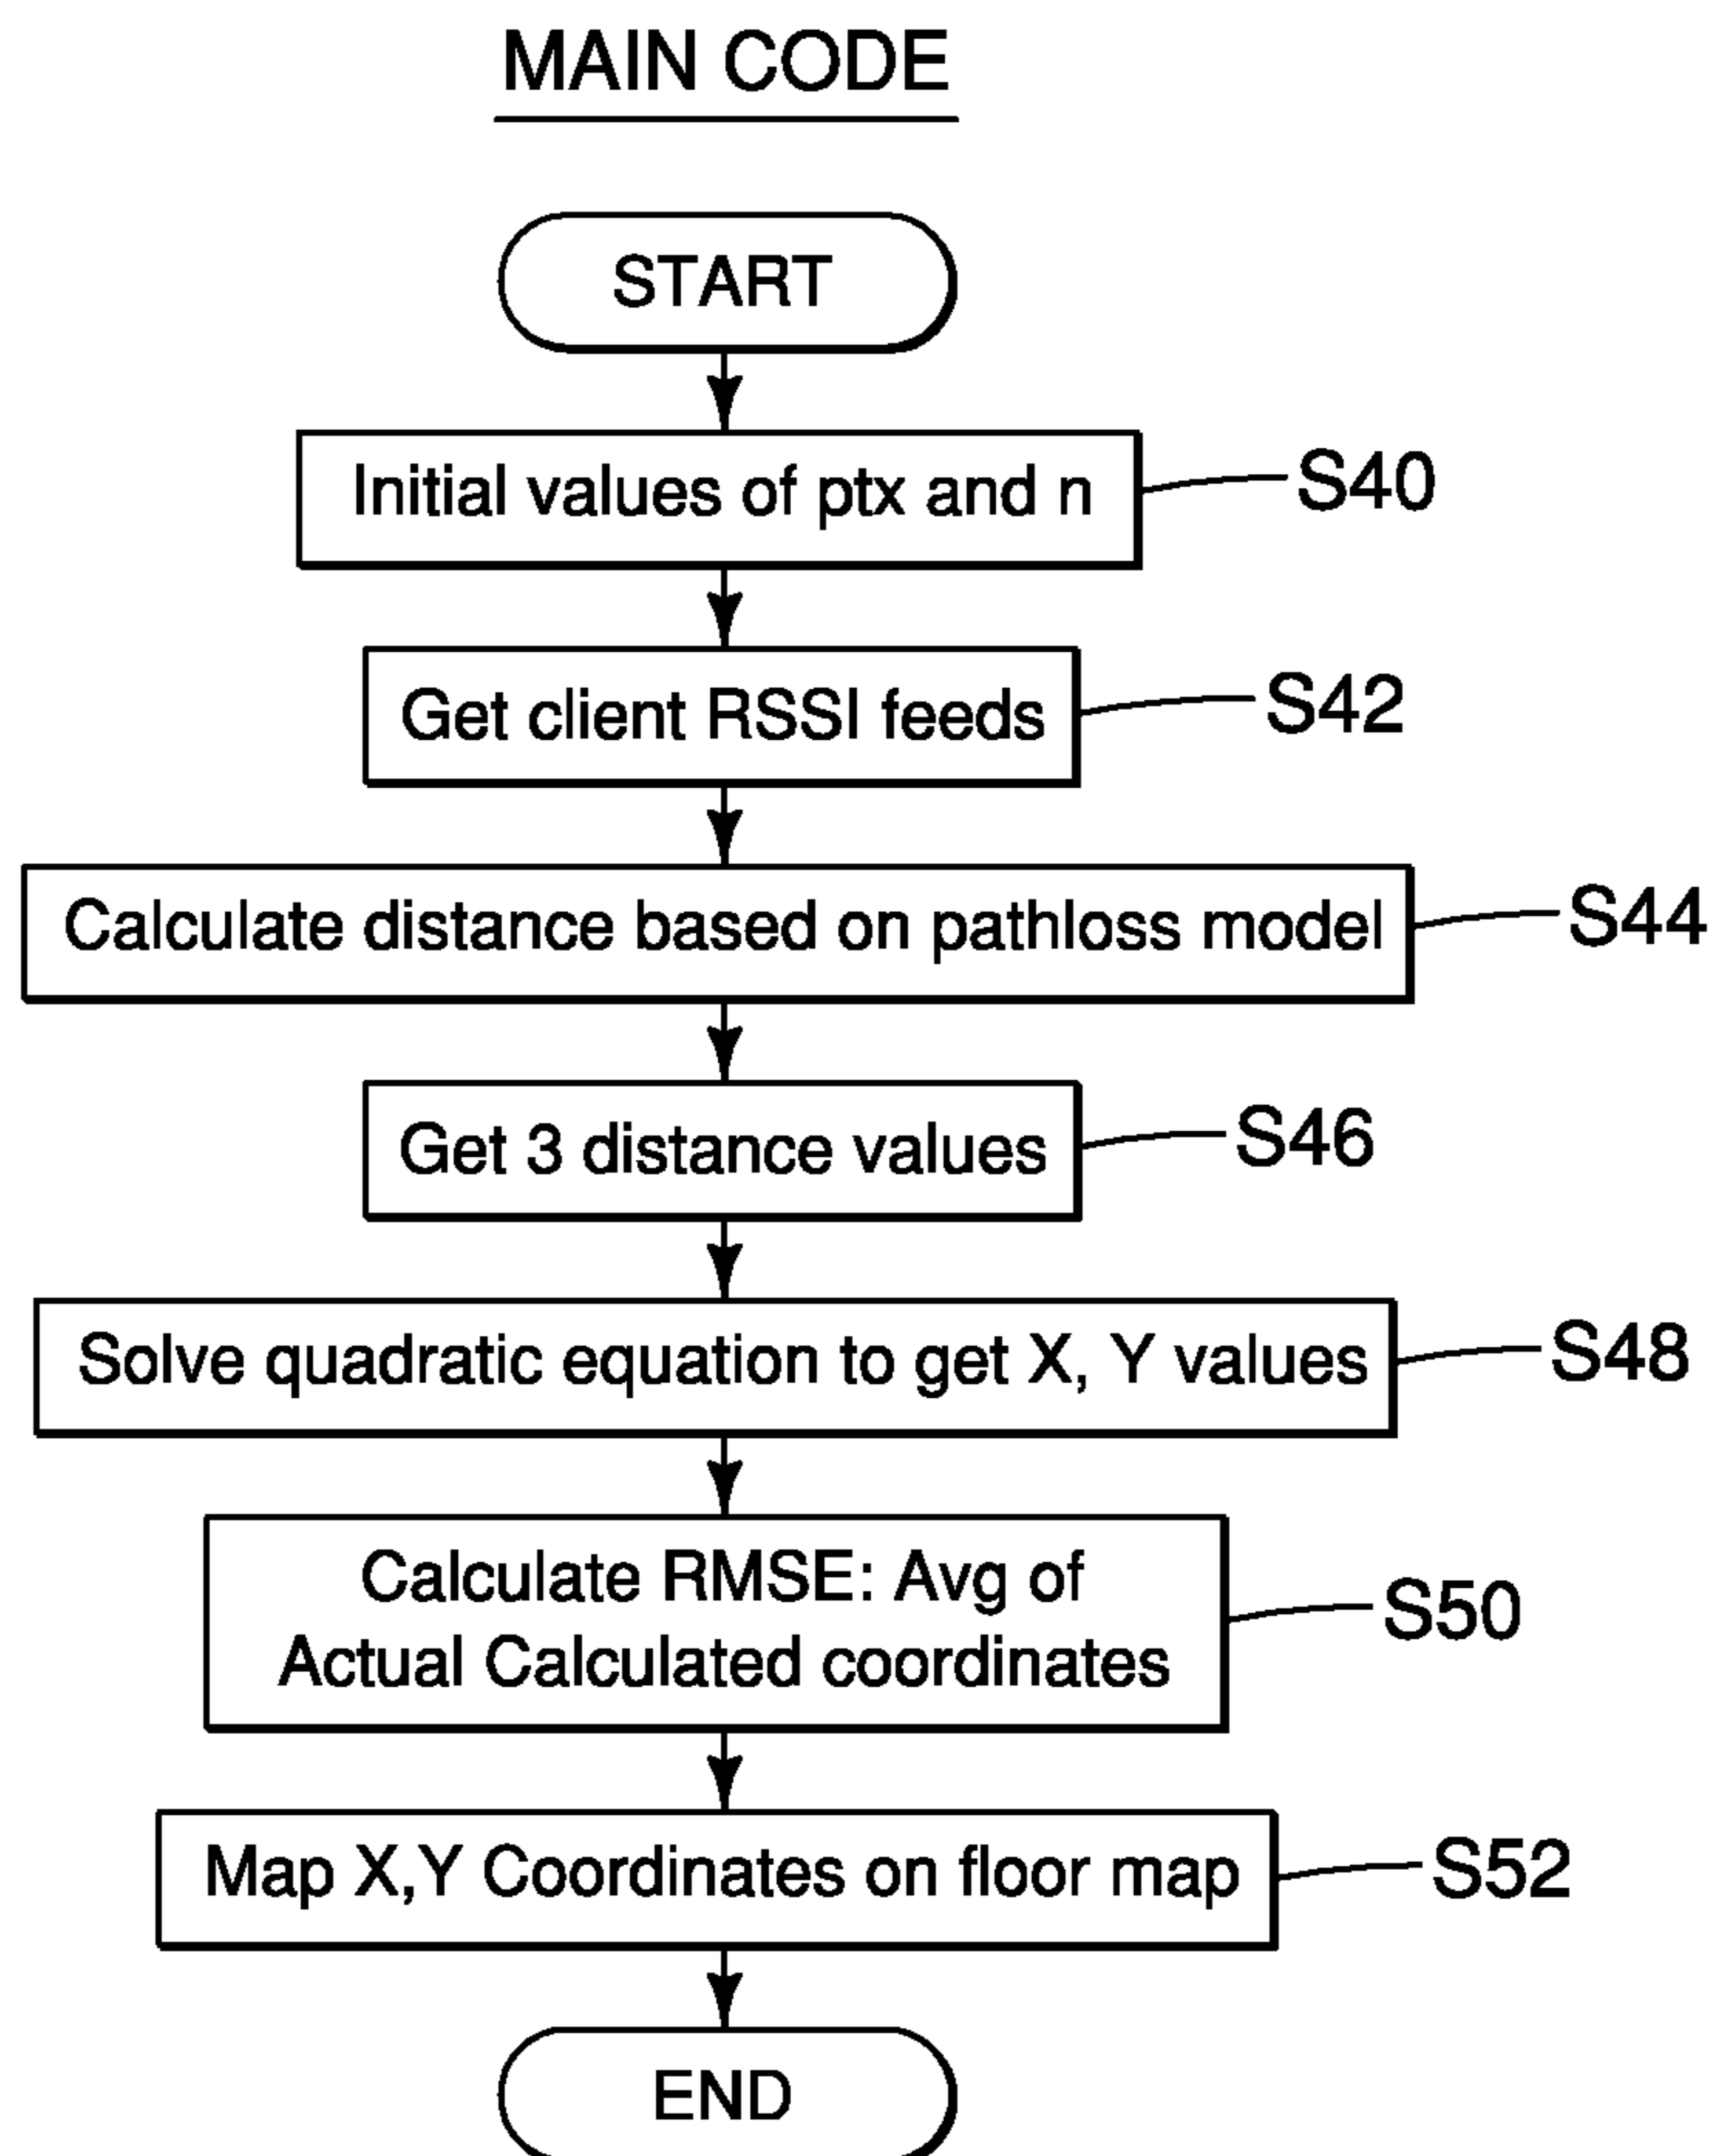 MAIN CODE
START
Initial values of ptx and n
S40
Get client RSSI feeds
S42
Calculate distance based on pathloss model
S44
Get 3 distance values
S46
Solve quadratic equation to get X, Y values
S48
Calculate RMSE: Avg of
Actual Calculated coordinates
S50
Map X,Y Coordinates on floor map
S52
END